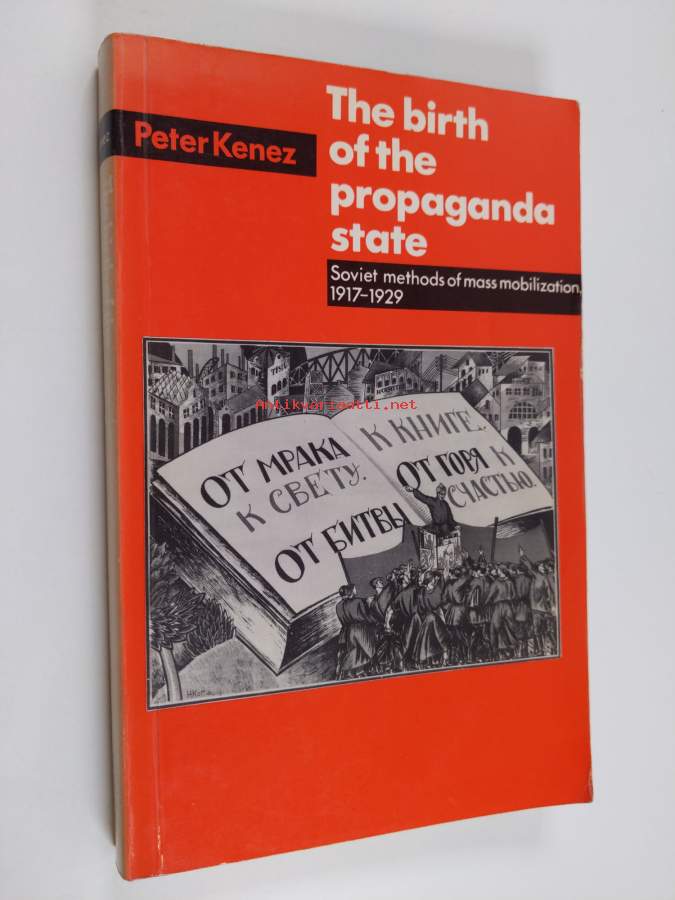 The birth
of the
propaganda
state
Peter Kenez
Soviet methods of mass mobilization,
1917–1929
Antikvariaatti.net
ОТ МРАКА
К СВЕТУ.
ОТ БИТВЫ
К КНИГЕ.
ОТ ГОРЯ К
СЧАСТЬЮ.